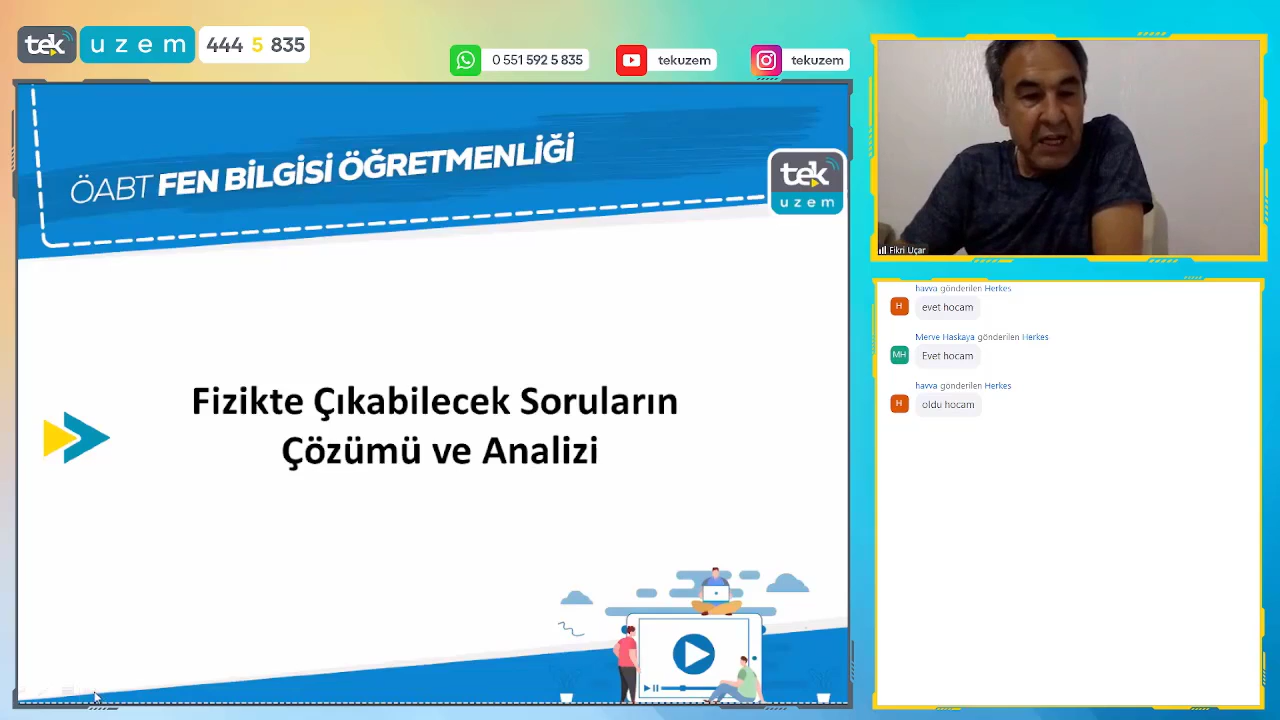 tek
uzem
444 5 835
0 551 592 5 835
tekuzem
tekuzem
ÖABT FEN BİLGİSİ ÖĞRETMENLİĞİ
tek
uzem
Fizikte Çıkabilecek Soruların
Çözümü ve Analizi
Fikri Uçar
havva gönderilen Herkes
H
evet hocam
Merve Haskaya gönderilen Herkes
MH
Evet hocam
havva gönderilen Herkes
H
oldu hocam